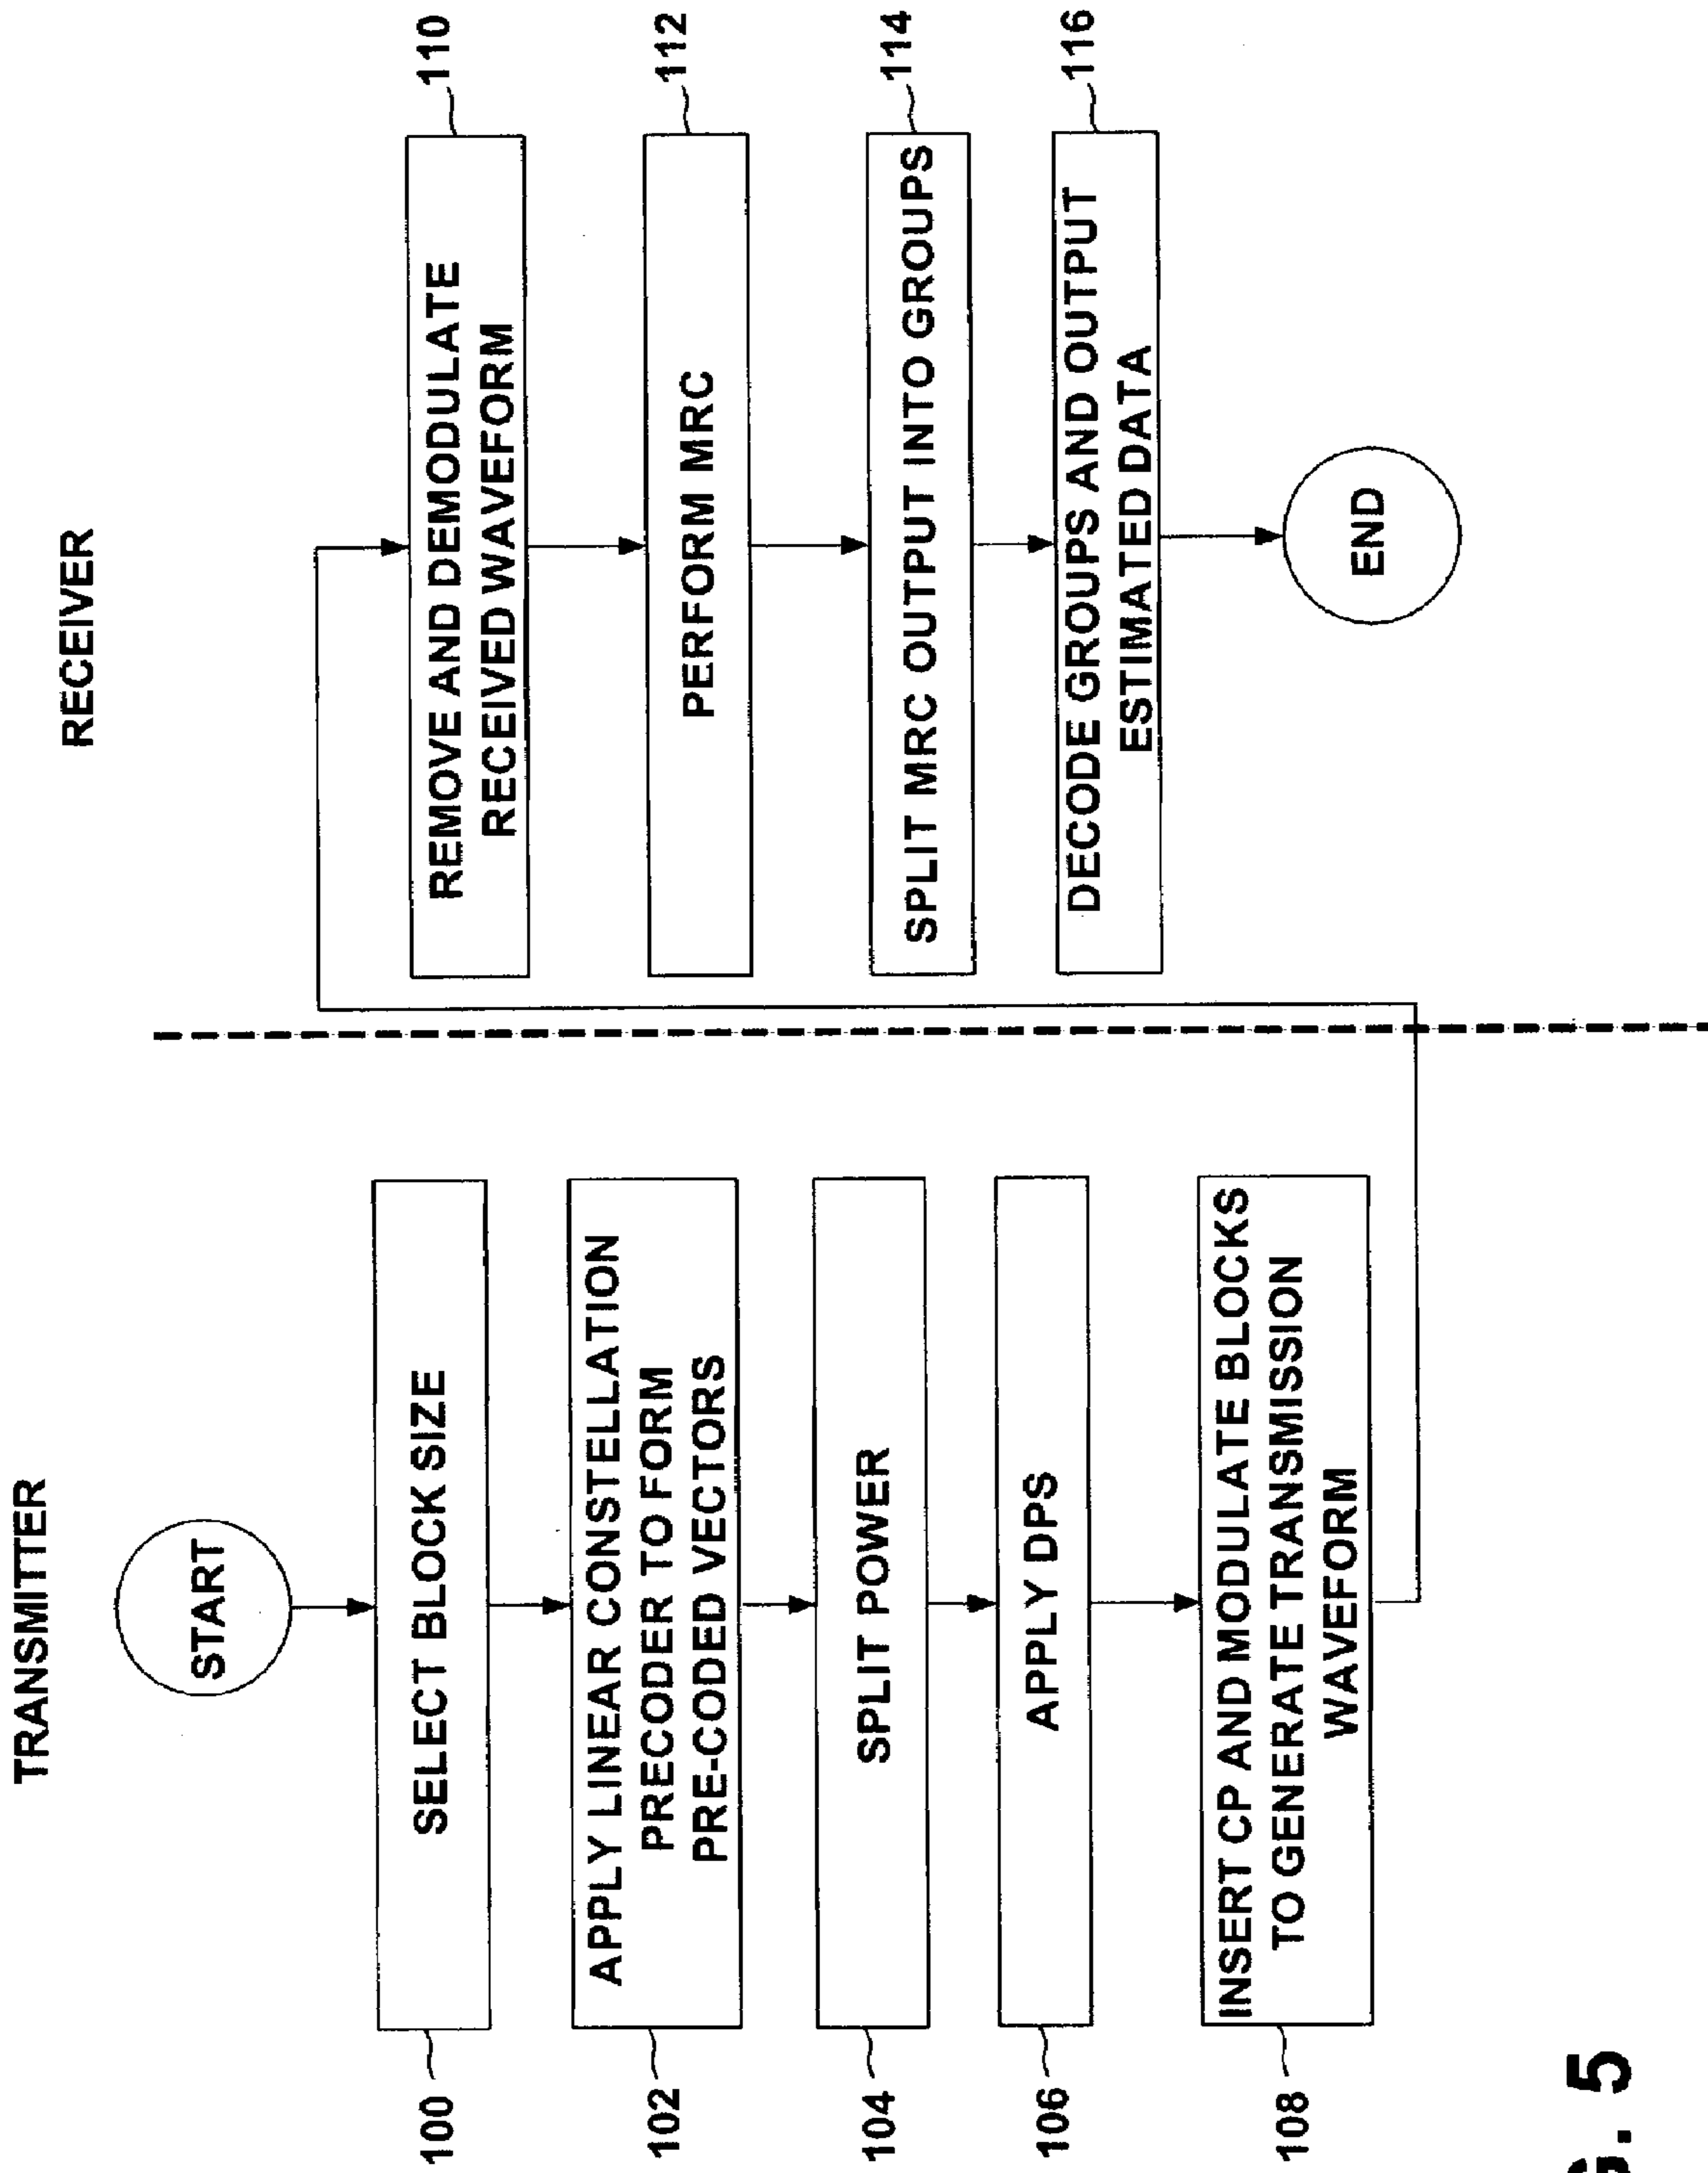 TRANSMITTER
START
100
SELECT BLOCK SIZE
102
APPLY LINEAR CONSTELLATION
PRECODER TO FORM
PRE-CODED VECTORS
104
SPLIT POWER
106
APPLY DPS
108
INSERT CP AND MODULATE BLOCKS
TO GENERATE TRANSMISSION
WAVEFORM
RECEIVER
110
REMOVE AND DEMODULATE
RECEIVED WAVEFORM
112
PERFORM MRC
114
SPLIT MRC OUTPUT INTO GROUPS
116
DECODE GROUPS AND OUTPUT
ESTIMATED DATA
END
G. 5